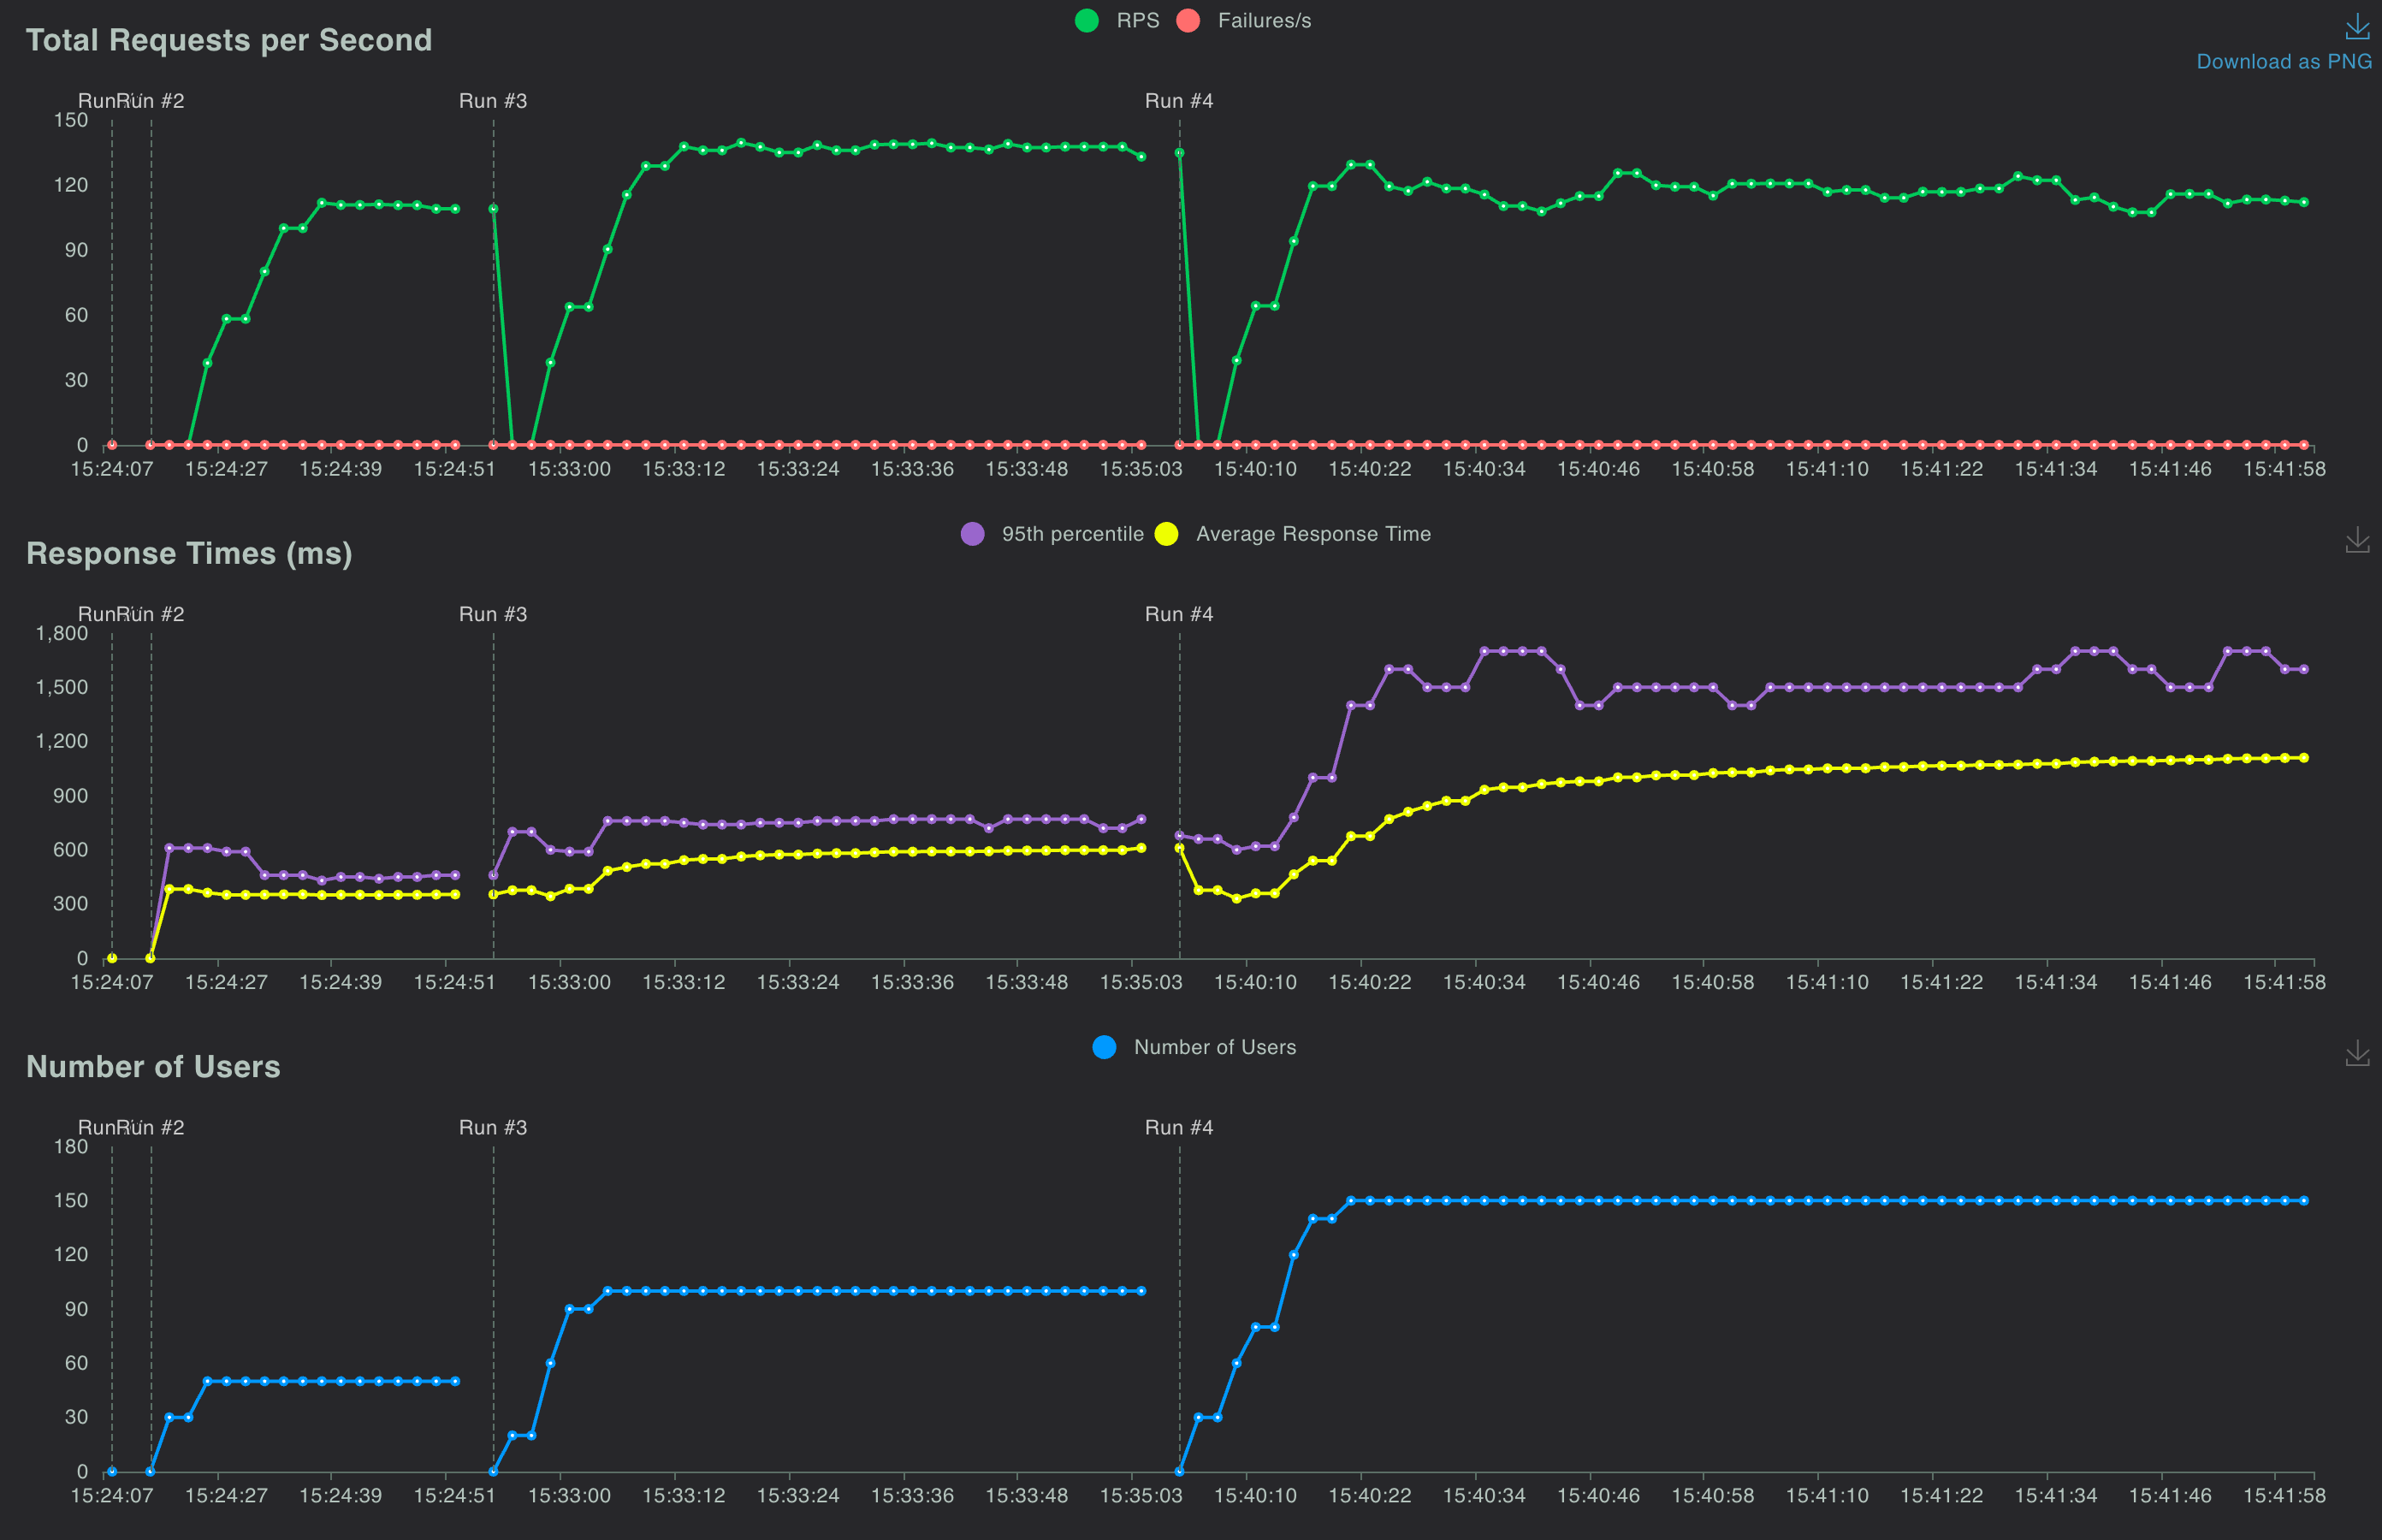 RPS Failures/s
Total Requests per Second
Download as PNG
Run Run #2 Run #3 Run #4
150
120
90
60
30
0
15:24:07 15:24:27 15:24:39 15:24:51 15:33:00 15:33:12 15:33:24 15:33:36 15:33:48 15:35:03 15:40:10 15:40:22 15:40:34 15:40:46 15:40:58 15:41:10 15:41:22 15:41:34 15:41:46 15:41:58
95th percentile Average Response Time
Response Times (ms)
Run Run #2 Run #3 Run #4
1,800
1,500
1,200
900
600
300
0
15:24:07 15:24:27 15:24:39 15:24:51 15:33:00 15:33:12 15:33:24 15:33:36 15:33:48 15:35:03 15:40:10 15:40:22 15:40:34 15:40:46 15:40:58 15:41:10 15:41:22 15:41:34 15:41:46 15:41:58
Number of Users
Number of Users
Run Run #2 Run #3 Run #4
180
150
120
90
60
30
0
15:24:07 15:24:27 15:24:39 15:24:51 15:33:00 15:33:12 15:33:24 15:33:36 15:33:48 15:35:03 15:40:10 15:40:22 15:40:34 15:40:46 15:40:58 15:41:10 15:41:22 15:41:34 15:41:46 15:41:58